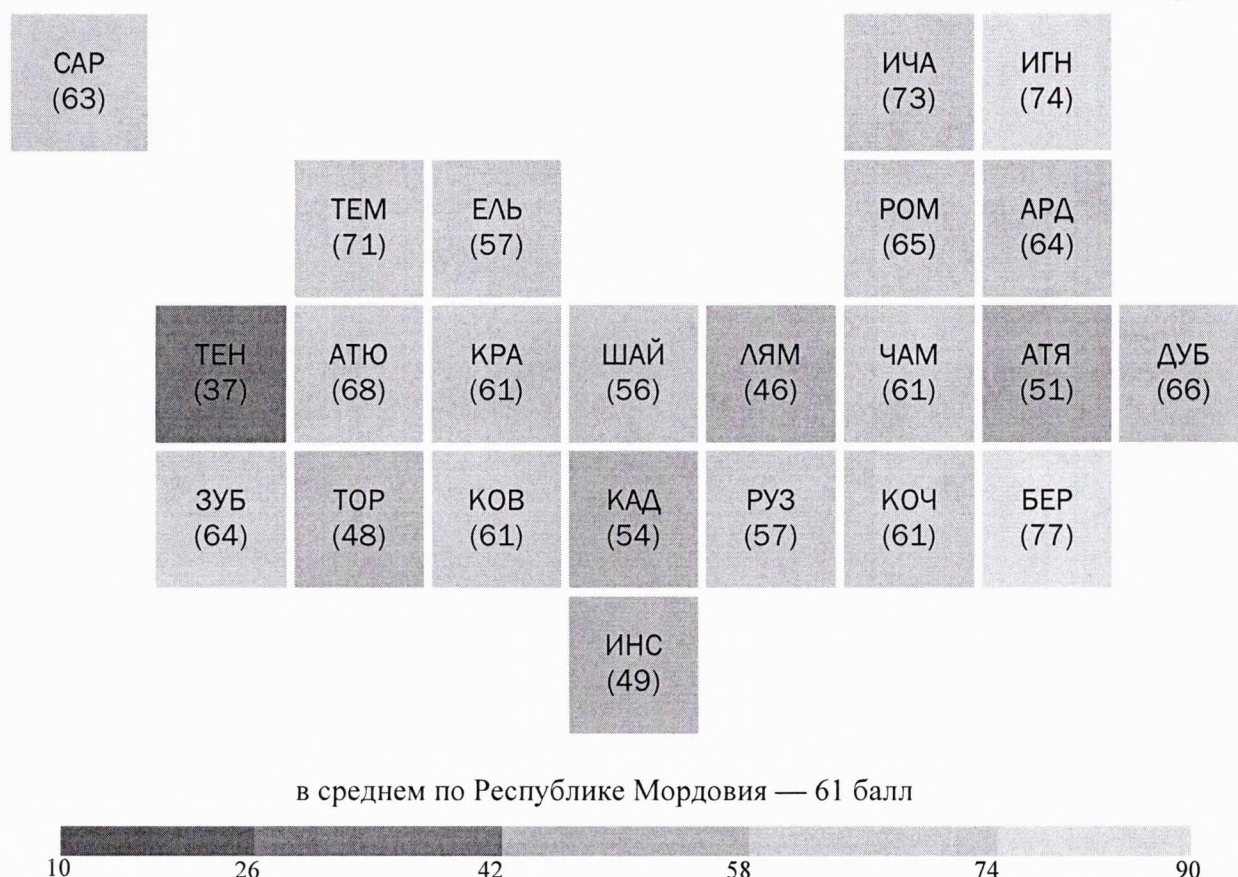 САР
(63)
ИЧА
(73)
ИГН
(74)
ТЕМ
(71)
ЕЛЬ
(57)
РОМ
(65)
АРД
(64)
ТЕН
(37)
АТЮ
(68)
КРА
(61)
ШАЙ
(56)
ЛЯМ
(46)
ЧАМ
(61)
АТЯ
(51)
ДУБ
(66)
ЗУБ
(64)
ТОР
(48)
КОВ
(61)
КАД
(54)
РУЗ
(57)
КОЧ
(61)
БЕР
(77)
ИНС
(49)
в среднем по Республике Мордовия — 61 балл
10 26 42 58 74 90